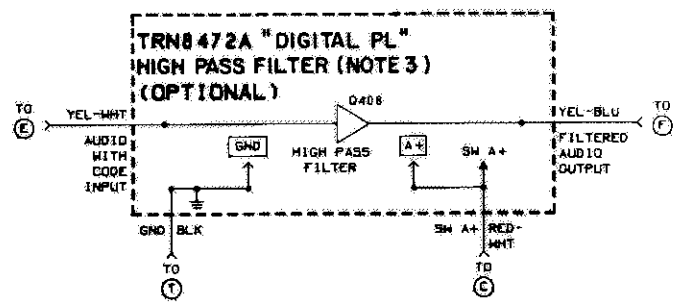 TRN8472A "DIGITAL PL"
HIGH PASS FILTER (NOTE 3)
(OPTIONAL)
TO
E
YEL-WHT
AUDIO
WITH
CODE
INPUT
GND
Q408
HIGH PASS
FILTER
A+
SW A+
YEL-BLU
FILTERED
AUDIO
OUTPUT
TO
F
GND BLK
TO
T
SW A+ RED-
WHT
TO
C